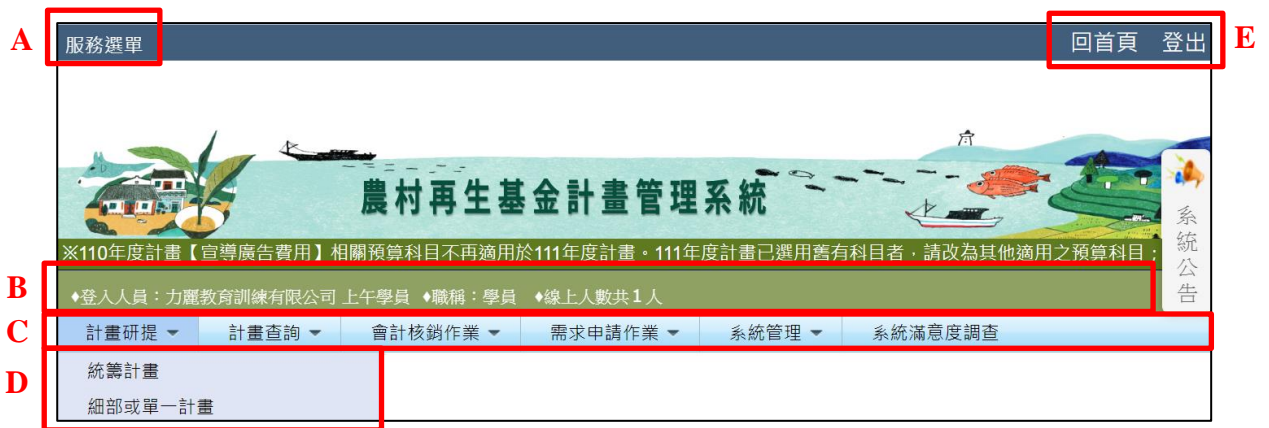 A
服務選單
回首頁 登出
E
農村再生基金計畫管理系統
※110年度計畫【宣導廣告費用】相關預算科目不再適用於111年度計畫。111年度計畫已選用舊有科目者，請改為其他適用之預算科目；
系統公告
B
♦登入人員：力麗教育訓練有限公司 上午學員 ♦職稱：學員 ♦線上人數共1人
C
計畫研提 ▼ 計畫查詢 ▼ 會計核銷作業 ▼ 需求申請作業 ▼ 系統管理 ▼ 系統滿意度調查
D
統籌計畫
細部或單一計畫